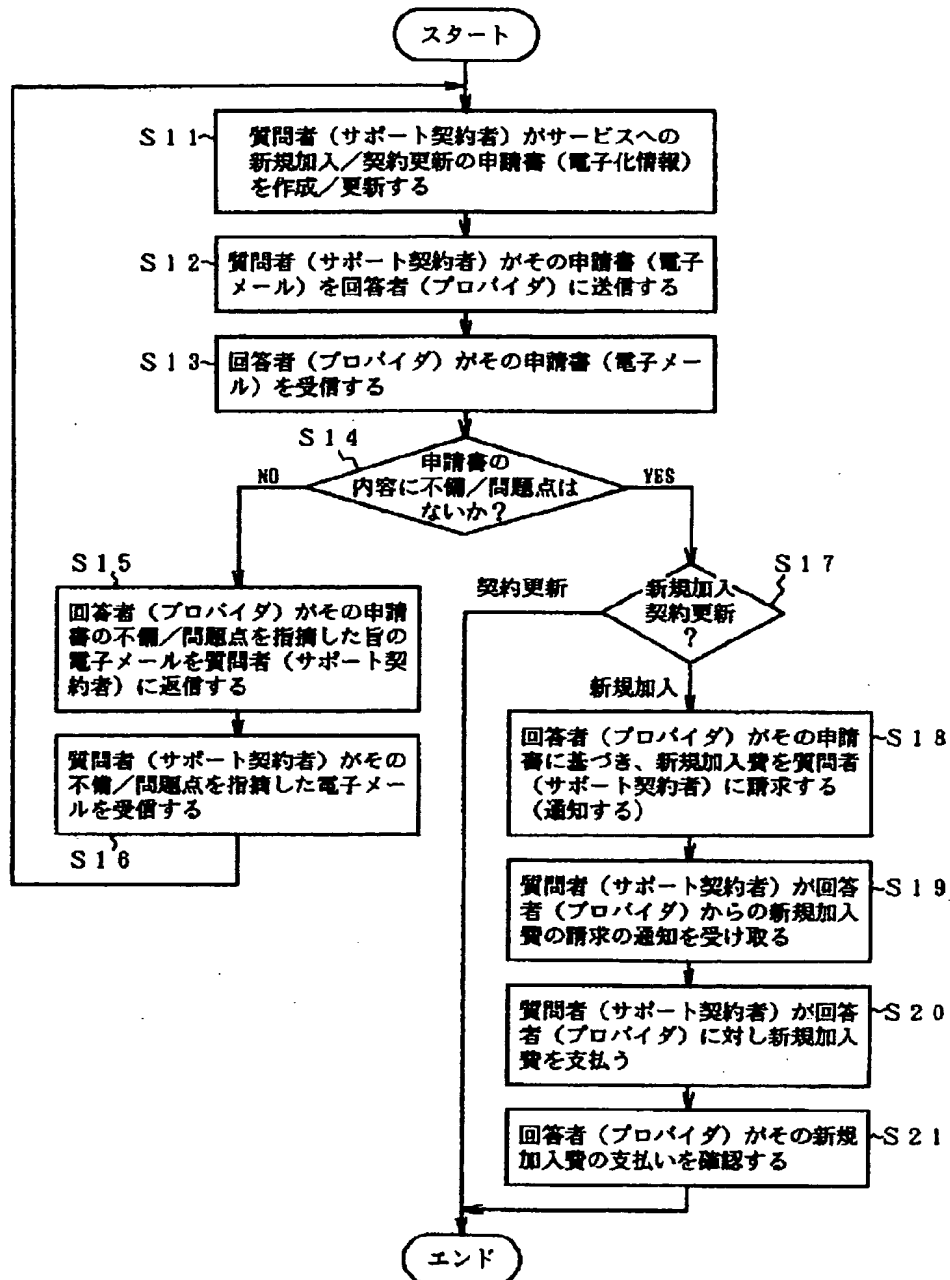 スタート
S11
質問者(サポート契約者)がサービスへの
新規加入/契約更新の申請書(電子化情報)
を作成/更新する
S12
質問者(サポート契約者)がその申請書(電子
メール)を回答者(プロバイダ)に送信する
S13
回答者(プロバイダ)がその申請書(電子メー
ル)を受信する
S14
申請書の
内容に不備/問題点は
ないか?
NO
YES
S15
回答者(プロバイダ)がその申請
書の不備/問題点を指摘した旨の
電子メールを質問者(サポート契
約者)に返信する
質問者(サポート契約者)がその
不備/問題点を指摘した電子メー
ルを受信する
S16
S17
新規加入
契約更新
?
契約更新
新規加入
S18
回答者(プロバイダ)がその申請
書に基づき、新規加入費を質問者
(サポート契約者)に請求する
(通知する)
S19
質問者(サポート契約者)が回答
者(プロバイダ)からの新規加入
費の請求の通知を受け取る
S20
質問者(サポート契約者)が回答
者(プロバイダ)に対し新規加入
費を支払う
S21
回答者(プロバイダ)がその新規
加入費の支払いを確認する
エンド